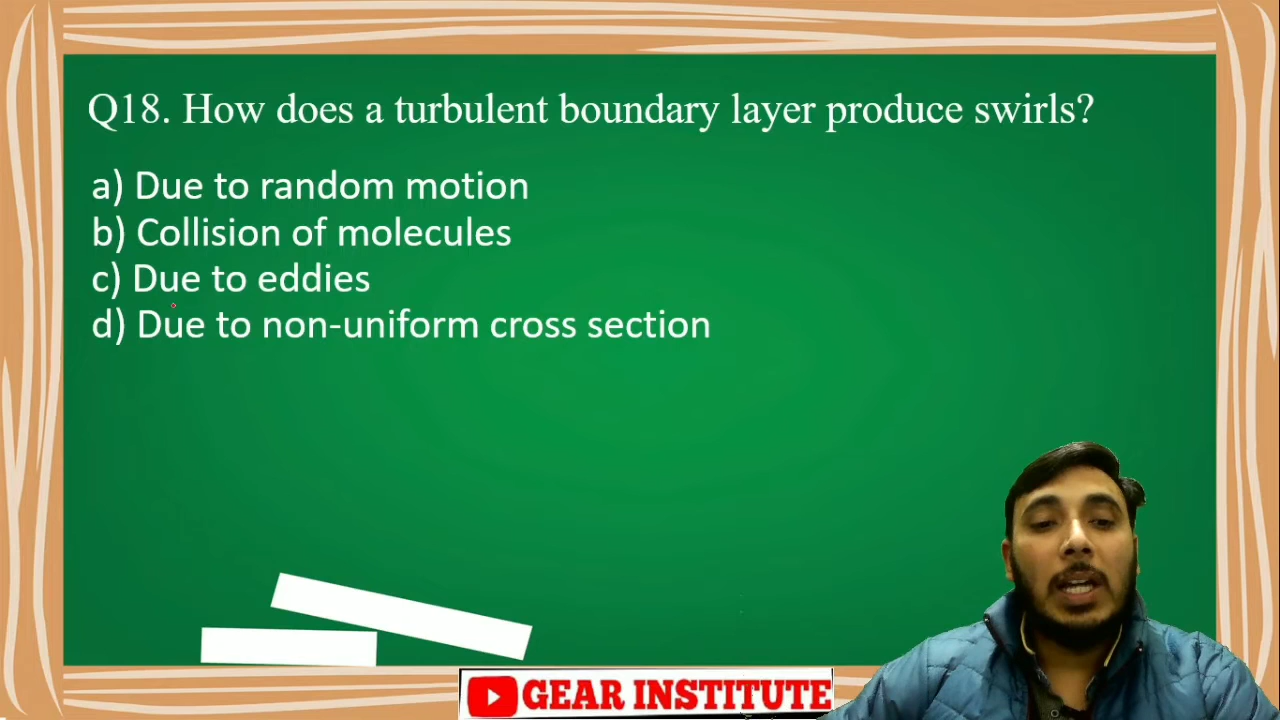 Q18. How does a turbulent boundary layer produce swirls?
a) Due to random motion
b) Collision of molecules
c) Due to eddies
d) Due to non-uniform cross section
GEAR INSTITUTE